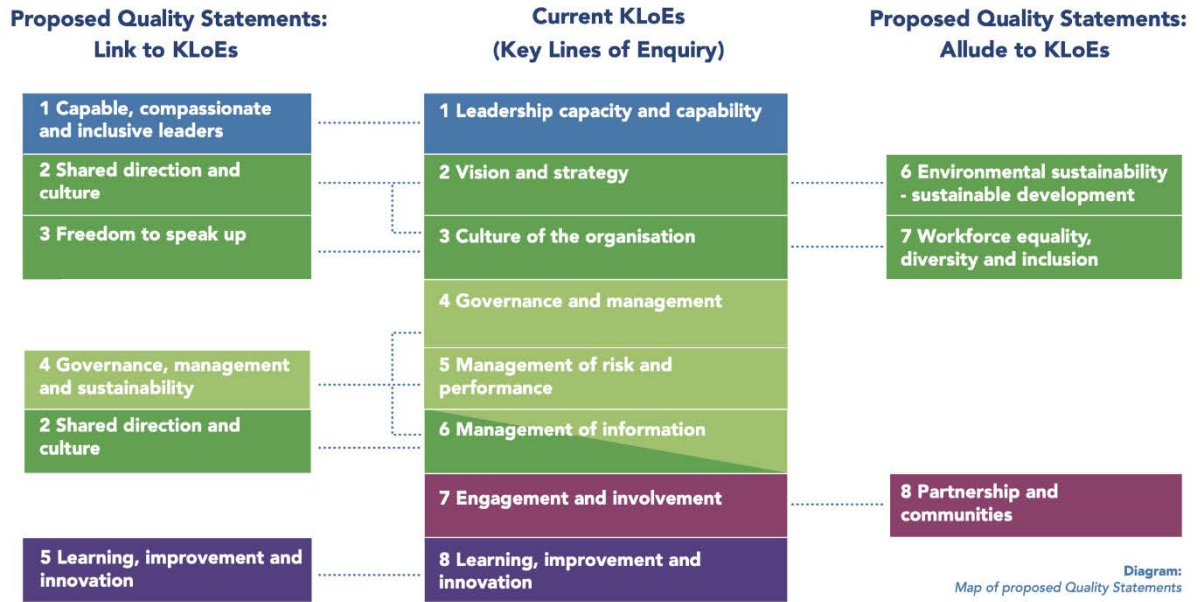 Proposed Quality Statements:
Link to KLoEs
Current KLoEs
(Key Lines of Enquiry)
Proposed Quality Statements:
Allude to KLoEs
1 Capable, compassionate
and inclusive leaders
2 Shared direction and
culture
3 Freedom to speak up
4 Governance, management
and sustainability
2 Shared direction and
culture
5 Learning, improvement and
innovation
1 Leadership capacity and capability
2 Vision and strategy
3 Culture of the organisation
4 Governance and management
5 Management of risk and
performance
6 Management of information
7 Engagement and involvement
8 Learning, improvement and
innovation
6 Environmental sustainability
- sustainable development
7 Workforce equality,
diversity and inclusion
8 Partnership and
communities
Diagram:
Map of proposed Quality Statements